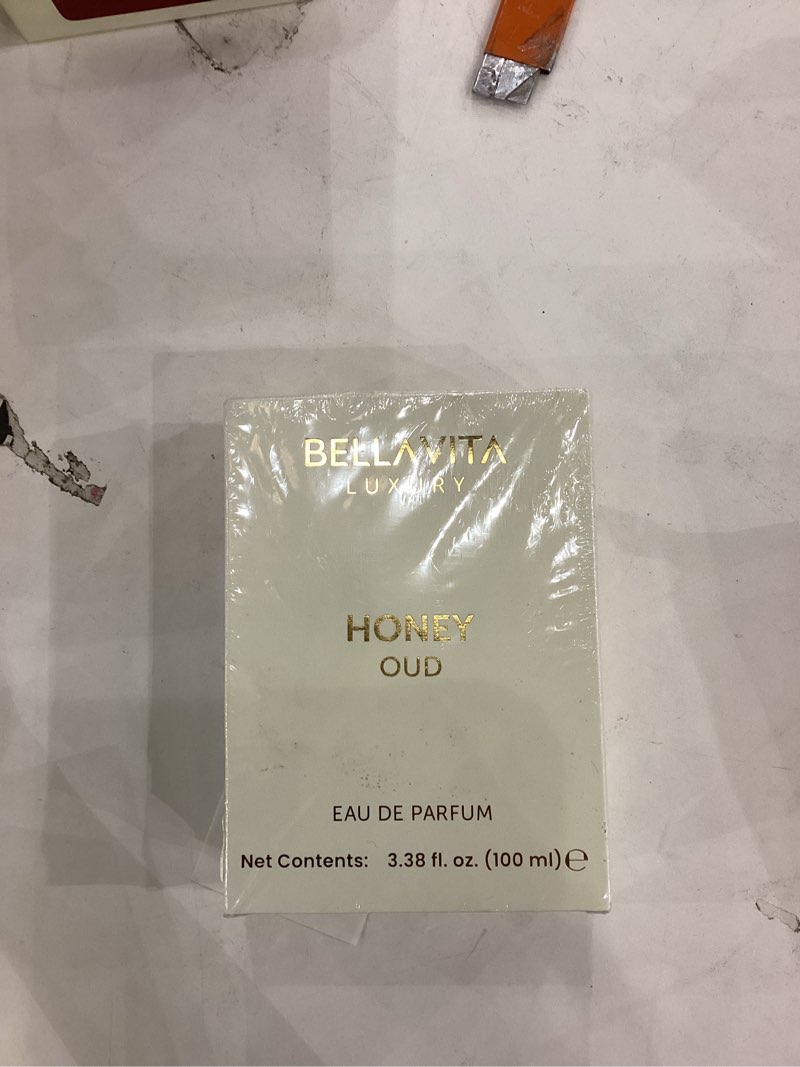 BELLAVITA
LUXURY
HONEY
OUD
EAU DE PARFUM
Net Contents: 3.38 fl. oz. (100 ml) ℮